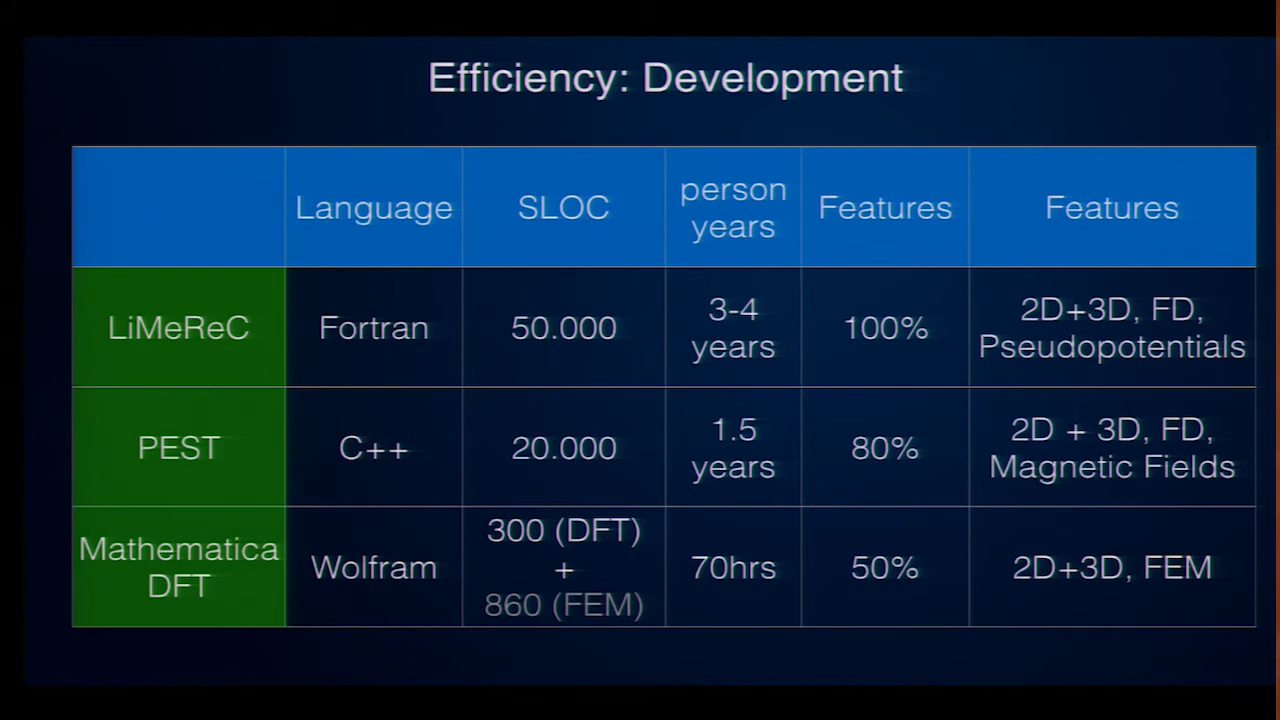 Efficiency: Development
Language
SLOC
person
years
Features
Features
LiMeReC
Fortran
50.000
3-4
years
100%
2D+3D, FD,
Pseudopotentials
PEST
C++
20.000
1.5
years
80%
2D + 3D, FD,
Magnetic Fields
Mathematica
DFT
Wolfram
300 (DFT)
+
860 (FEM)
70hrs
50%
2D+3D, FEM